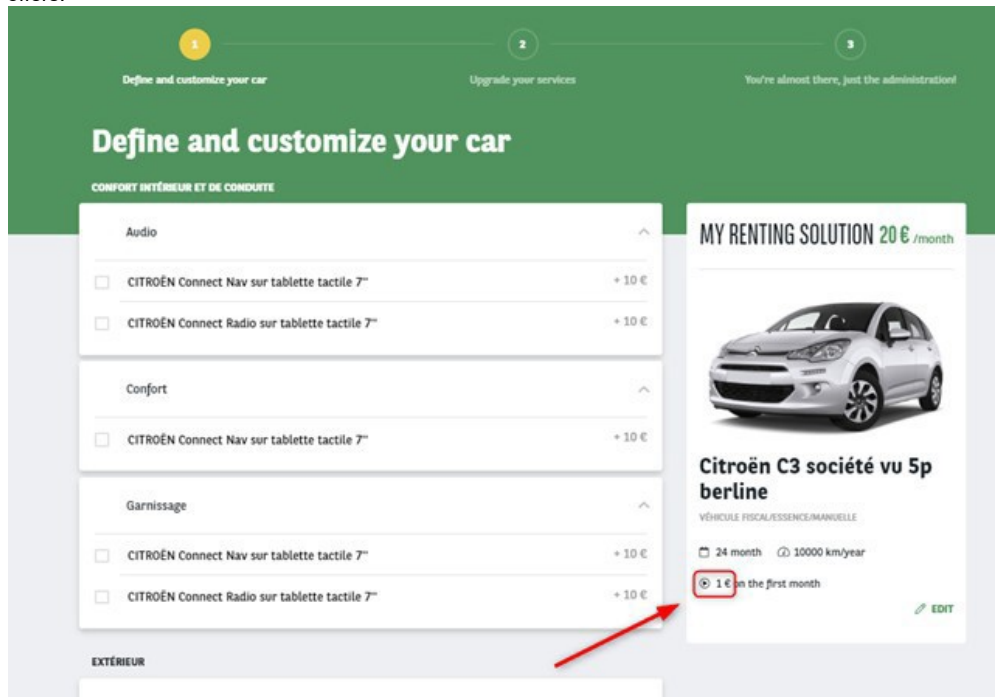 1
2
3
Define and customize your car
Upgrade your services
You're almost there, just the administration!
Define and customize your car
CONFORT INTÉRIEUR ET DE CONDUITE
Audio
CITROËN Connect Nav sur tablette tactile 7"
+ 10 €
CITROËN Connect Radio sur tablette tactile 7"
+ 10 €
Confort
CITROËN Connect Nav sur tablette tactile 7"
+ 10 €
Garnissage
CITROËN Connect Nav sur tablette tactile 7"
+ 10 €
CITROËN Connect Radio sur tablette tactile 7"
+ 10 €
EXTÉRIEUR
MY RENTING SOLUTION 20 € /month
Citroën C3 société vu 5p
berline
VÉHICULE FISCAL/ESSENCE/MANUELLE
24 month 10000 km/year
1 € on the first month
EDIT